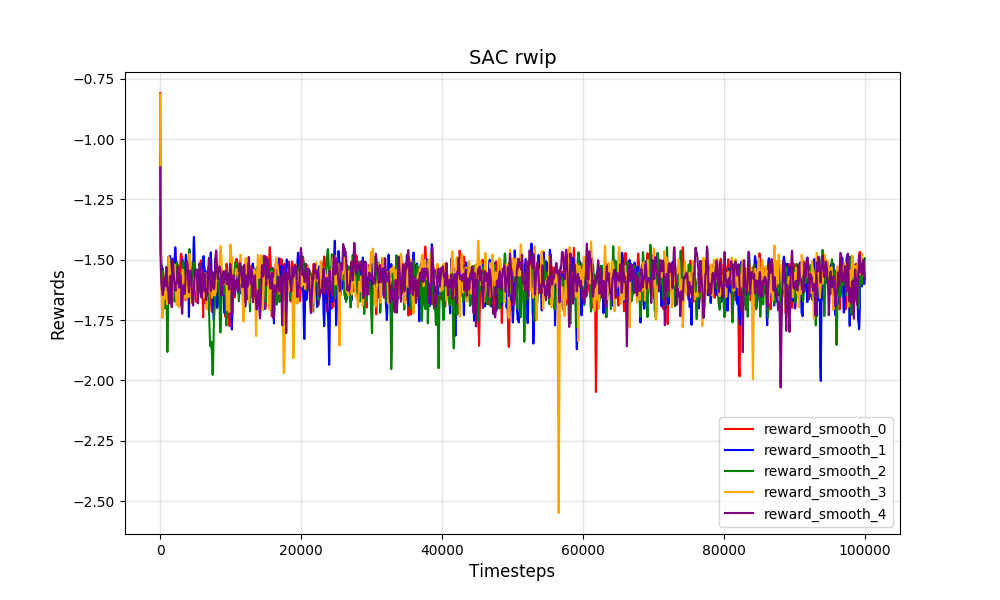 SAC rwip
Rewards
−0.75
−1.00
−1.25
−1.50
−1.75
−2.00
−2.25
−2.50
reward_smooth_0
reward_smooth_1
reward_smooth_2
reward_smooth_3
reward_smooth_4
0 20000 40000 60000 80000 100000
Timesteps